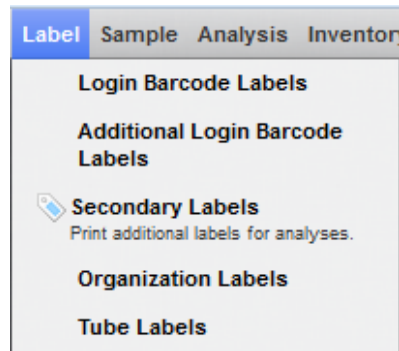 Label Sample Analysis Inventory
Login Barcode Labels
Additional Login Barcode
Labels
Secondary Labels
Print additional labels for analyses.
Organization Labels
Tube Labels